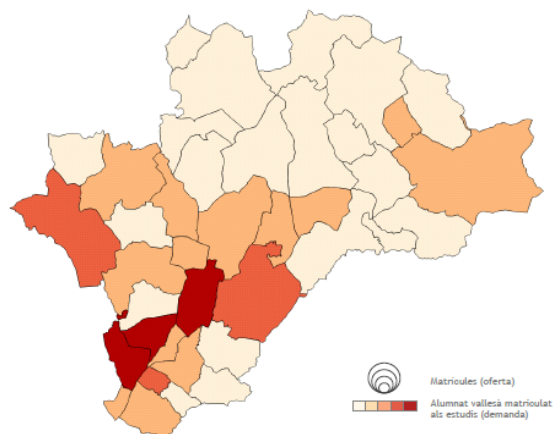 Matrícules (oferta)
Alumnat vallesà matriculat
als estudis (demanda)